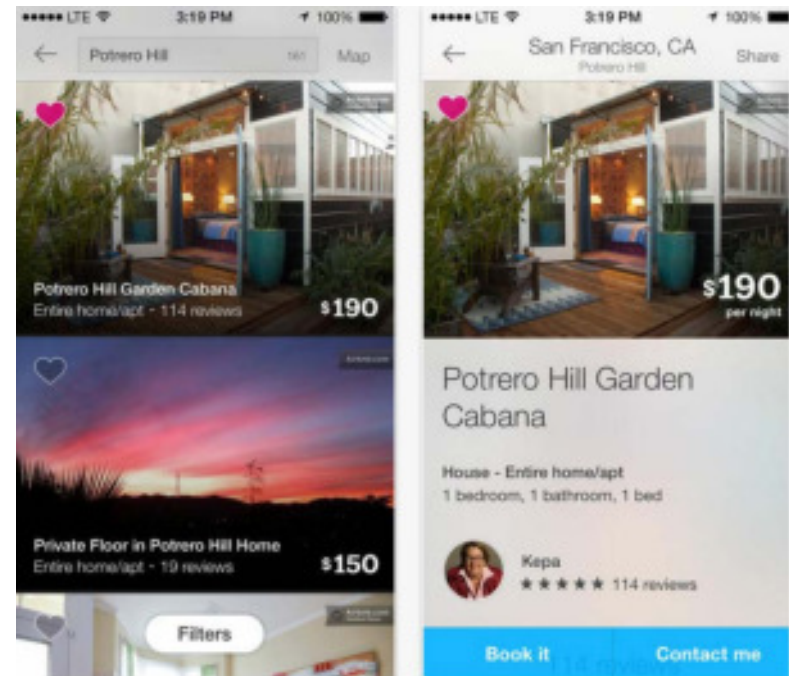 LTE 3:19 PM 100%
Potrero Hill 161 Map
Potrero Hill Garden Cabana
Entire home/apt - 114 reviews
$190
Private Floor in Potrero Hill Home
Entire home/apt - 19 reviews
$150
Filters
LTE 3:19 PM 100%
San Francisco, CA
Potrero Hill
Share
$190
per night
Potrero Hill Garden
Cabana
House - Entire home/apt
1 bedroom, 1 bathroom, 1 bed
Kepa
114 reviews
Book it Contact me
114 reviews